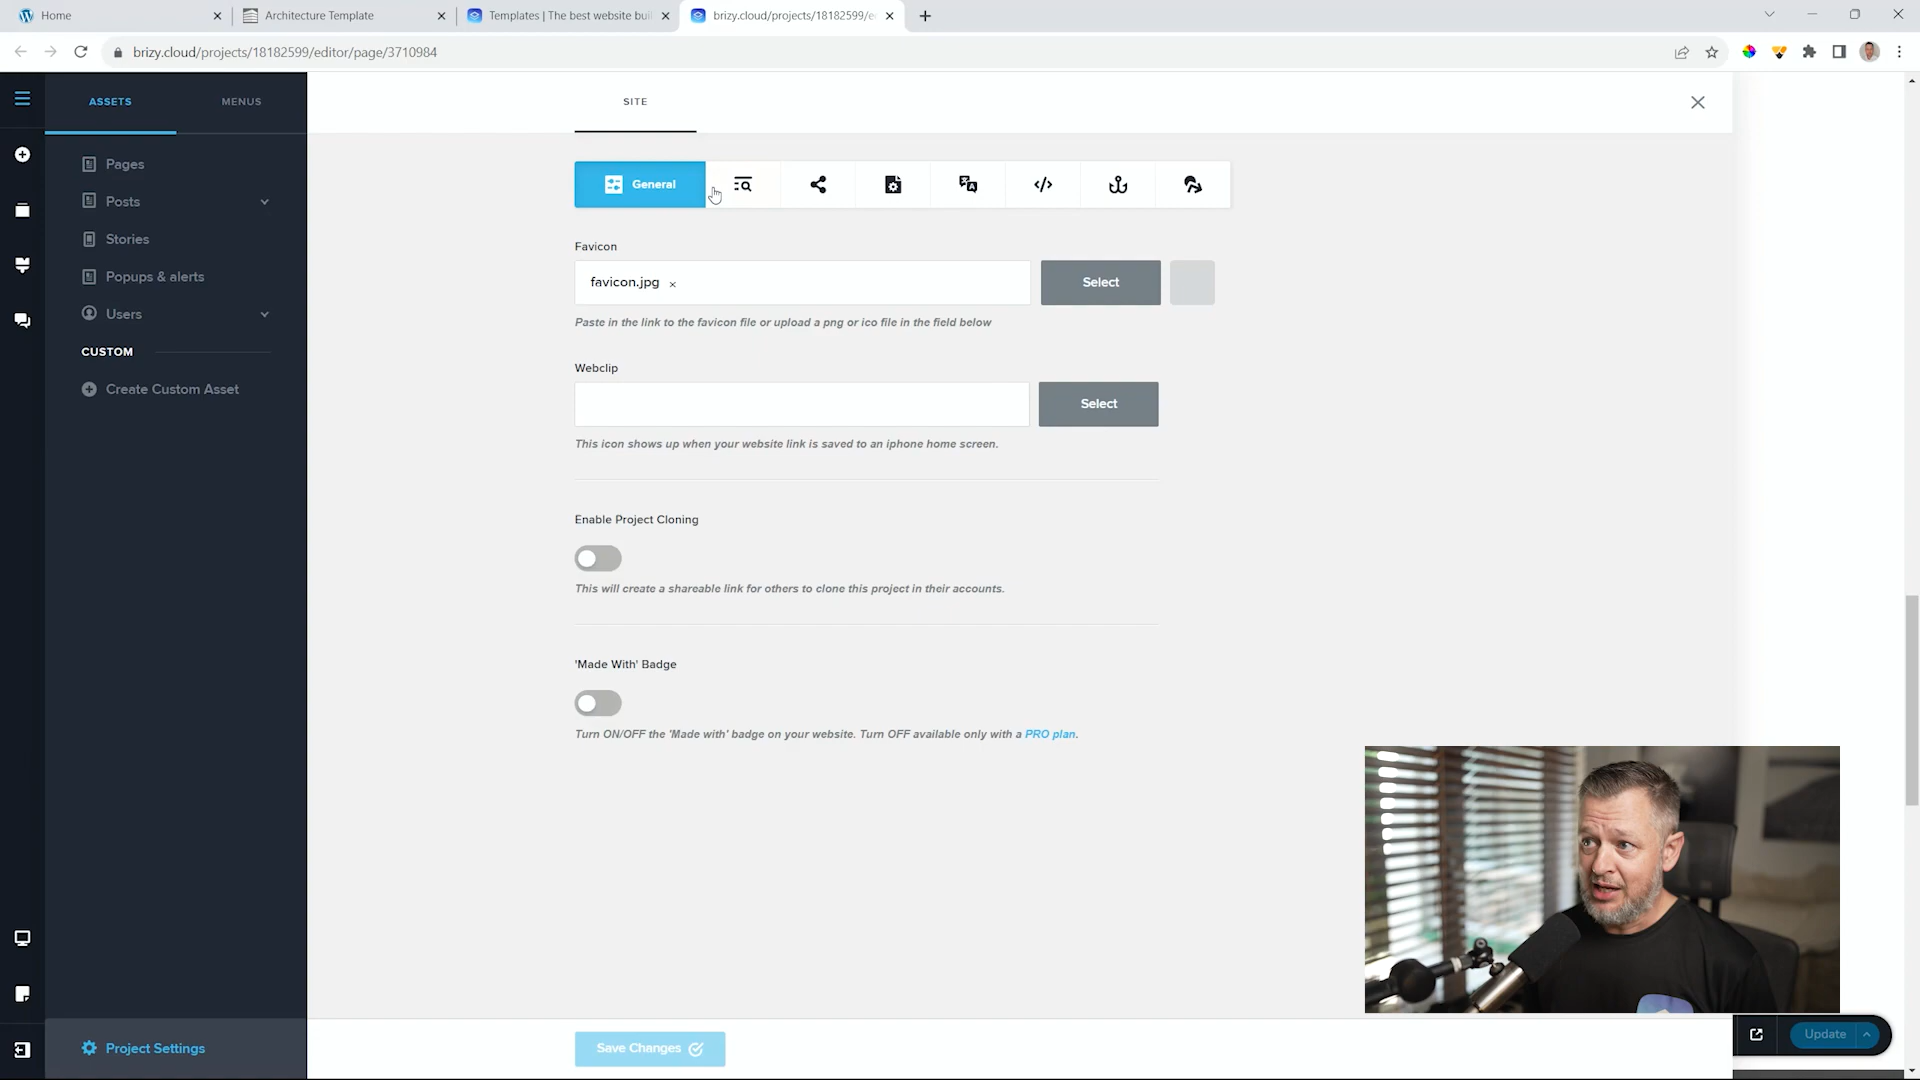 Home
Architecture Template
Templates | The best website bui
brizy.cloud/projects/18182599/e
brizy.cloud/projects/18182599/editor/page/3710984
ASSETS
MENUS
Pages
Posts
Stories
Popups & alerts
Users
CUSTOM
Create Custom Asset
Project Settings
SITE
General
Favicon
favicon.jpg ×
Select
Paste in the link to the favicon file or upload a png or ico file in the field below
Webclip
Select
This icon shows up when your website link is saved to an iphone home screen.
Enable Project Cloning
This will create a shareable link for others to clone this project in their accounts.
'Made With' Badge
Turn ON/OFF the 'Made with' badge on your website. Turn OFF available only with a PRO plan.
Save Changes
Update